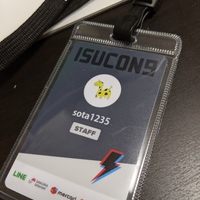 ISUCON9
sota1235
STAFF
LINE
mercari